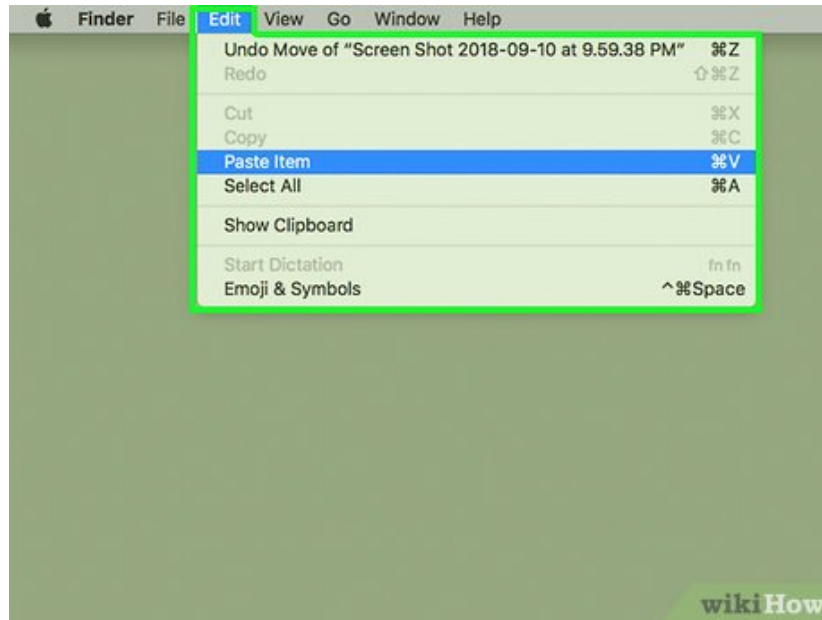 Finder File Edit View Go Window Help
Undo Move of “Screen Shot 2018-09-10 at 9.59.38 PM” ⌘Z
Redo ⇧⌘Z
Cut ⌘X
Copy ⌘C
Paste Item ⌘V
Select All ⌘A
Show Clipboard
Start Dictation fn fn
Emoji & Symbols ^⌘Space
wikiHow